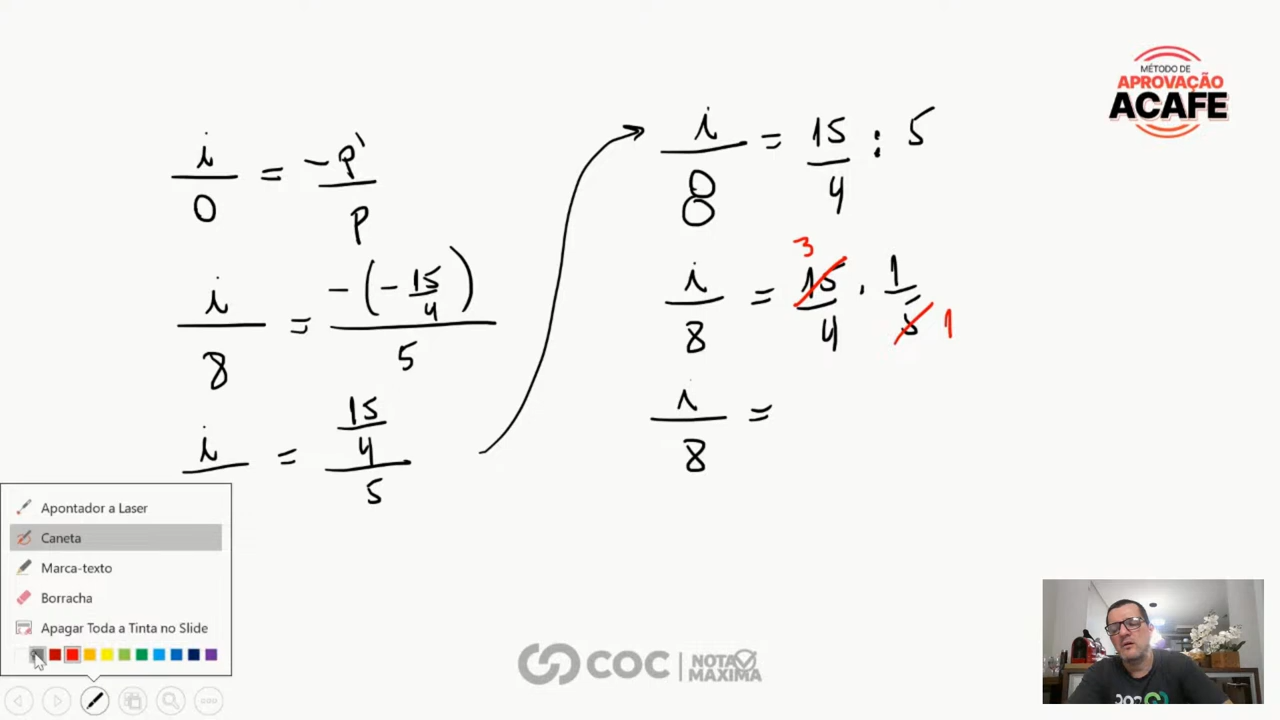 MÉTODO DE
APROVAÇÃO
ACAFE
i/0 = -p'/p
i/8 = -(-15/4)/5
i/ = 15/4/5
i/8 = 15/4 : 5
3
i/8 = 15/4 . 1/5 1
i/8 =
Apontador a Laser
Caneta
Marca-texto
Borracha
Apagar Toda a Tinta no Slide
COC | NOTA
MÁXIMA